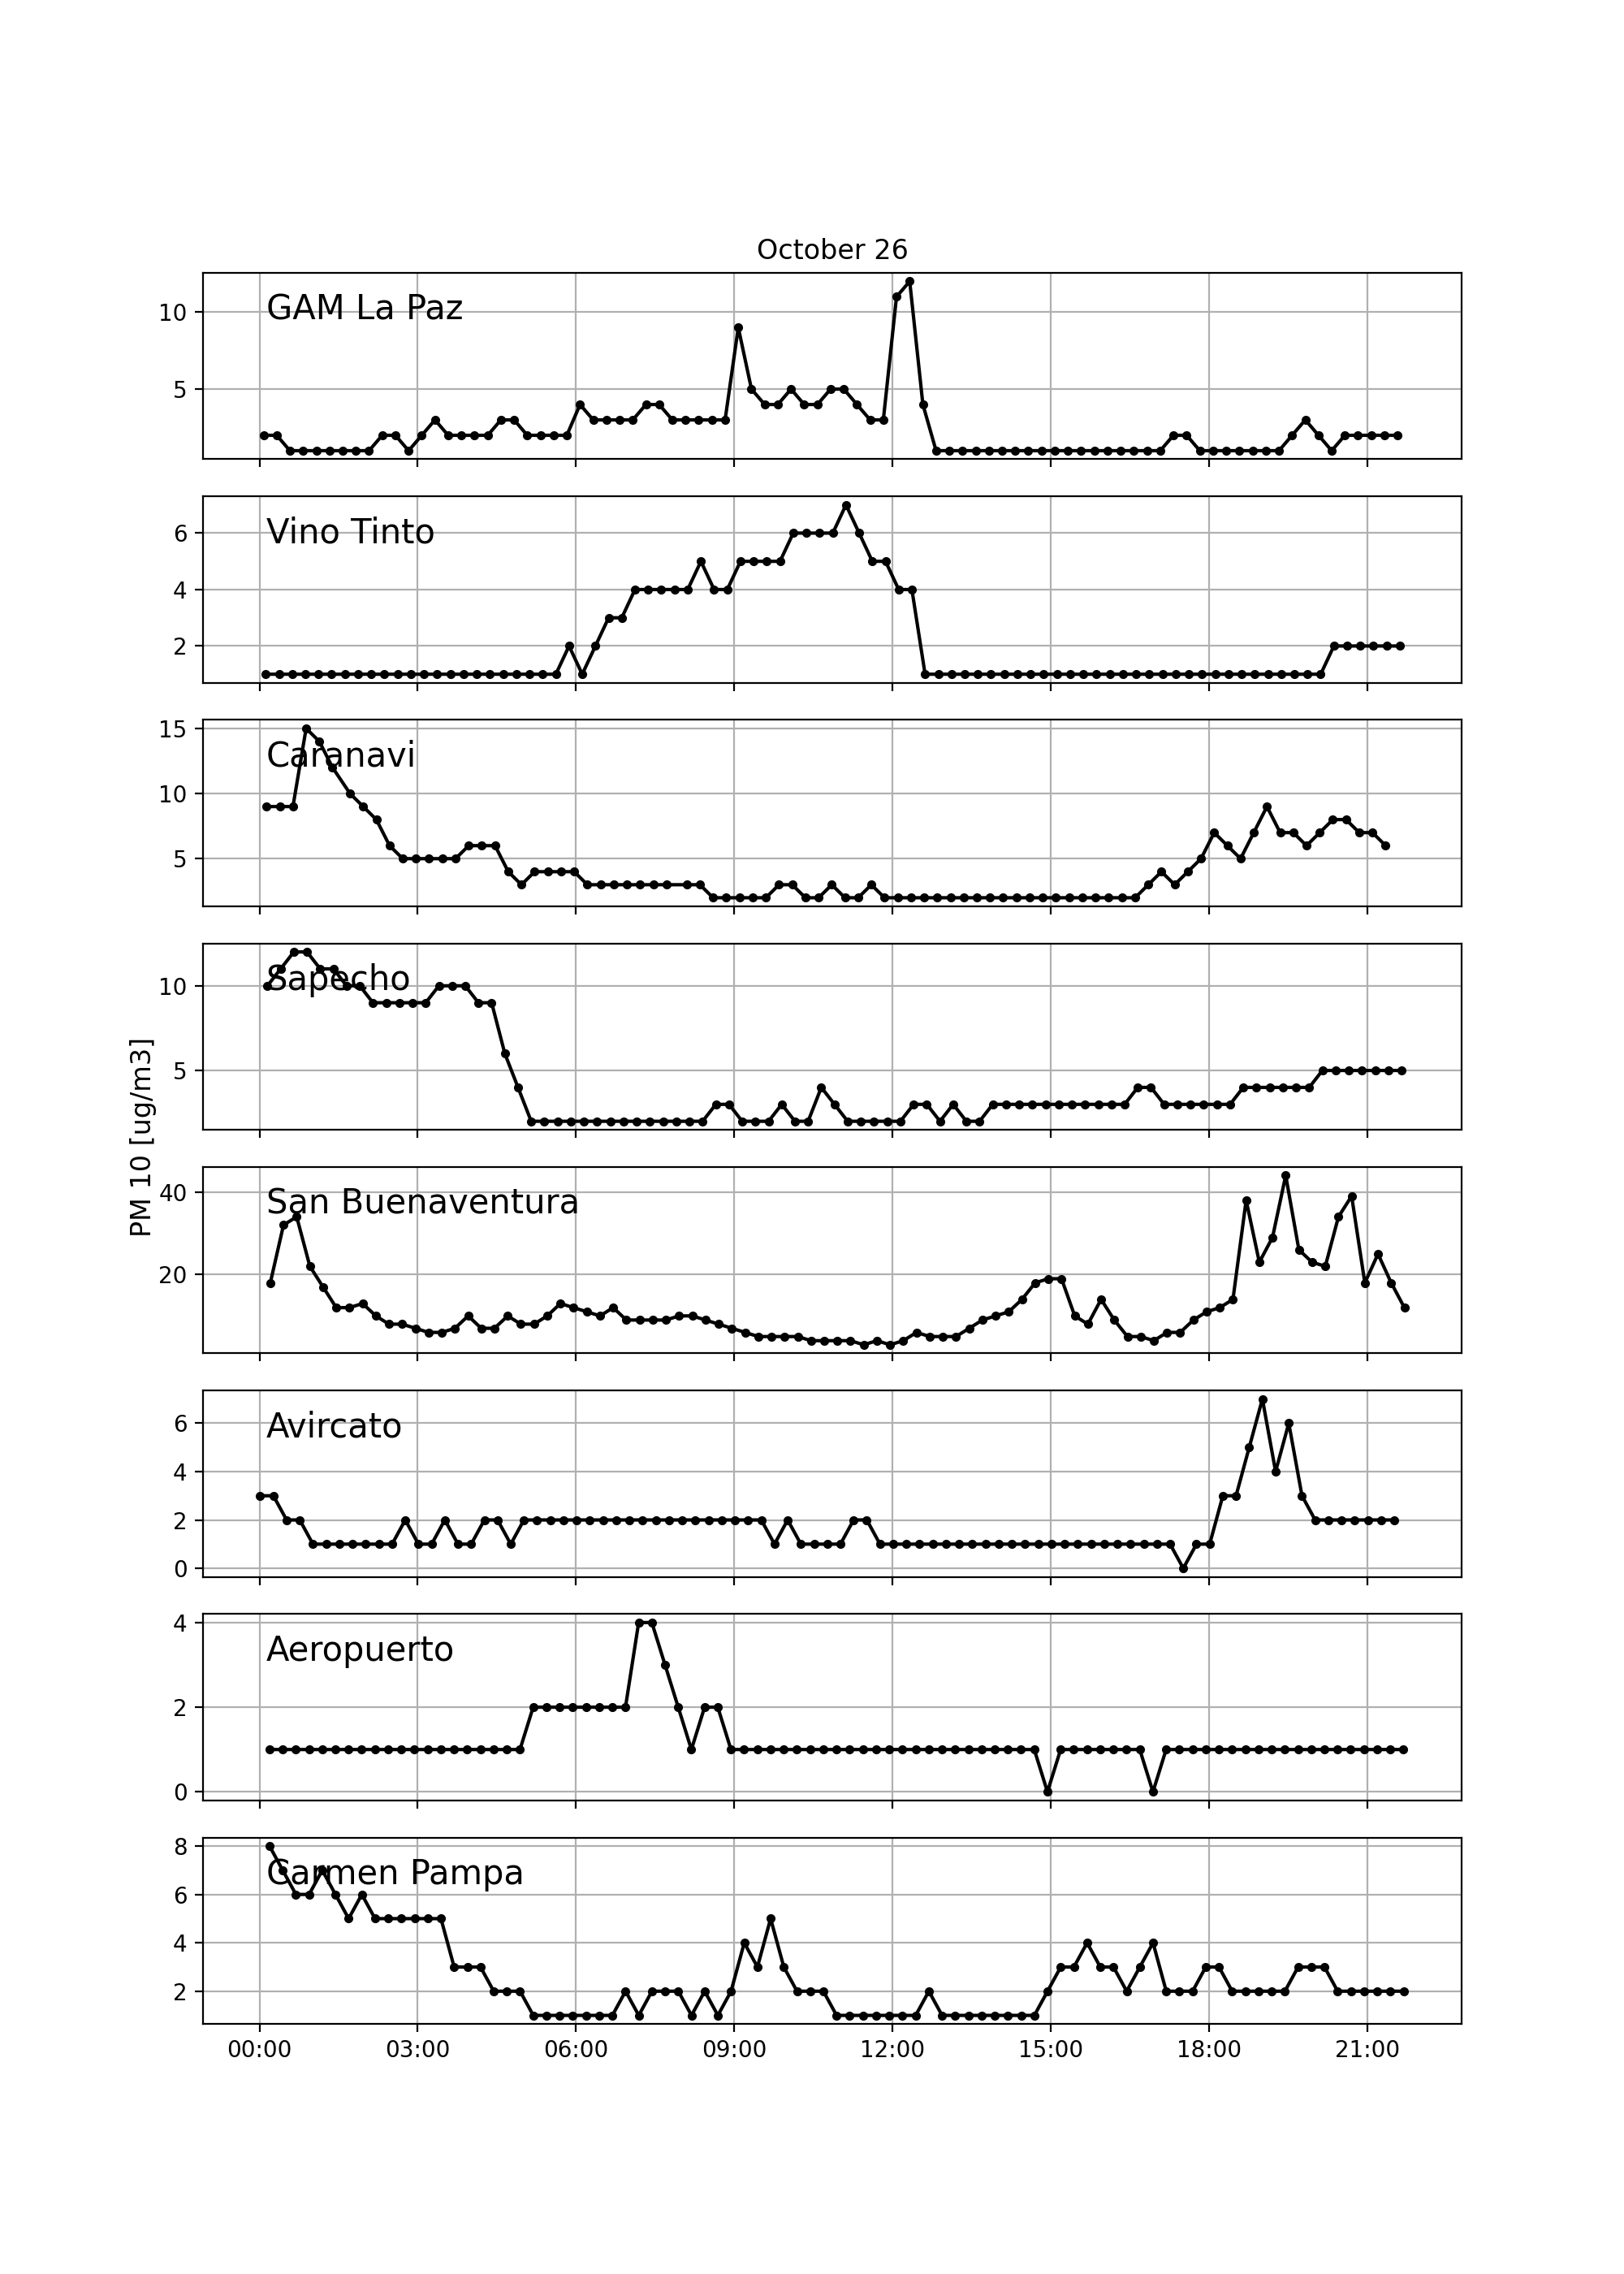 October 26
GAM La Paz
10
5
Vino Tinto
6
4
2
Caranavi
15
10
5
Sapecho
10
5
PM 10 [ug/m3]
San Buenaventura
40
20
Avircato
6
4
2
0
Aeropuerto
4
2
0
Carmen Pampa
8
6
4
2
00:00 03:00 06:00 09:00 12:00 15:00 18:00 21:00